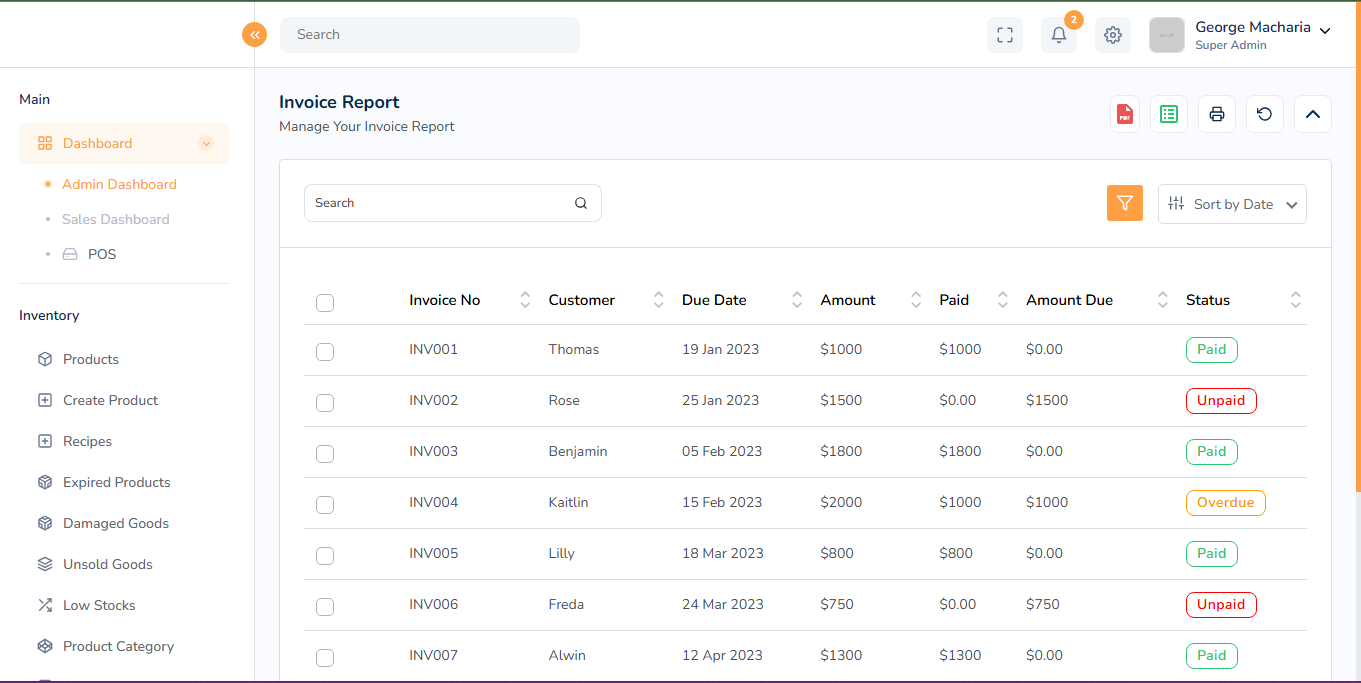 Search
2
George Macharia
Super Admin
Main
Dashboard
Admin Dashboard
Sales Dashboard
POS
Inventory
Products
Create Product
Recipes
Expired Products
Damaged Goods
Unsold Goods
Low Stocks
Product Category
Invoice Report
Manage Your Invoice Report
PDF
Search
Sort by Date
Invoice No Customer Due Date Amount Paid Amount Due Status
INV001 Thomas 19 Jan 2023 $1000 $1000 $0.00 Paid
INV002 Rose 25 Jan 2023 $1500 $0.00 $1500 Unpaid
INV003 Benjamin 05 Feb 2023 $1800 $1800 $0.00 Paid
INV004 Kaitlin 15 Feb 2023 $2000 $1000 $1000 Overdue
INV005 Lilly 18 Mar 2023 $800 $800 $0.00 Paid
INV006 Freda 24 Mar 2023 $750 $0.00 $750 Unpaid
INV007 Alwin 12 Apr 2023 $1300 $1300 $0.00 Paid